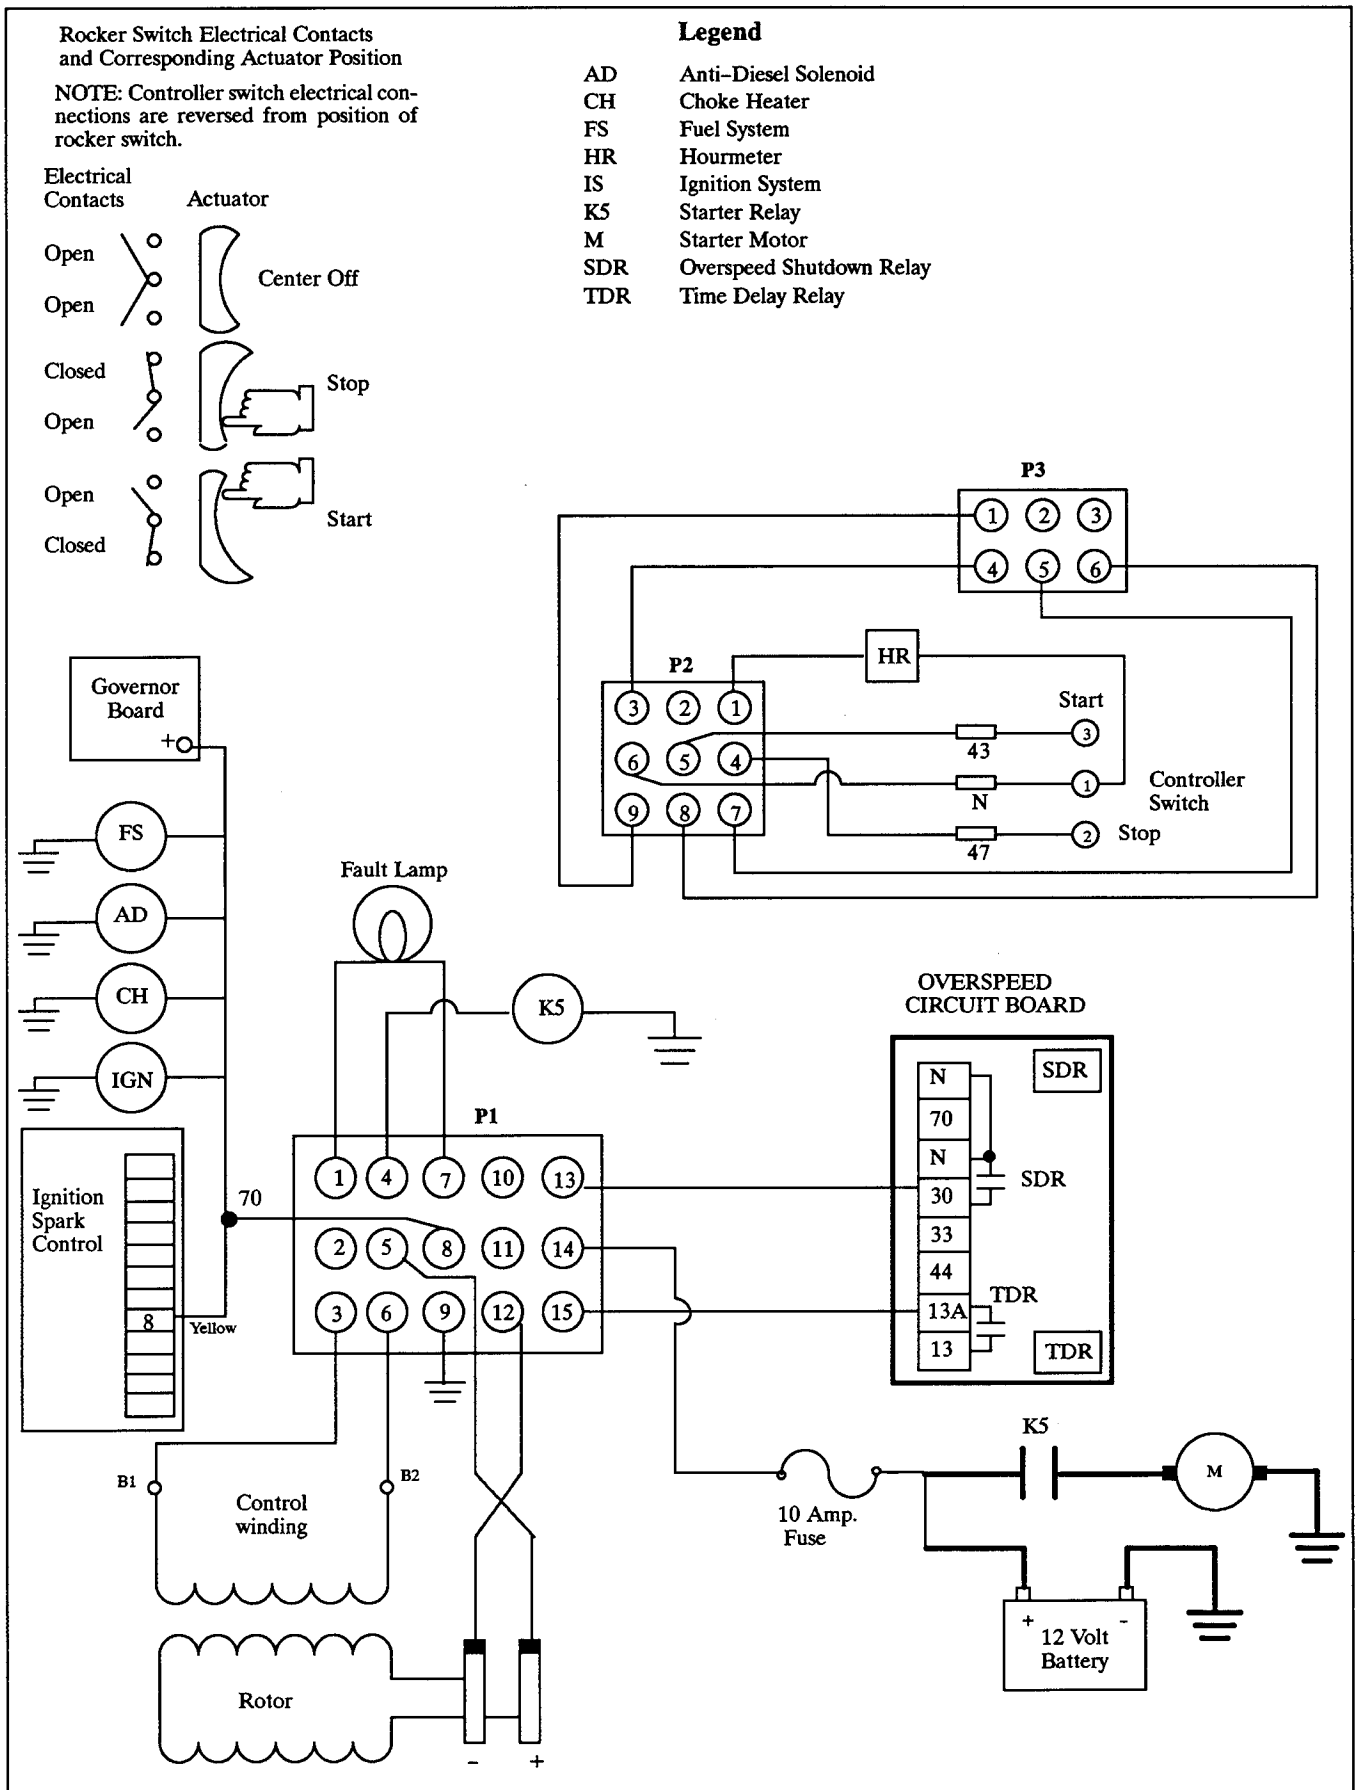 Rocker Switch Electrical Contacts
and Corresponding Actuator Position
NOTE: Controller switch electrical con-
nections are reversed from position of
rocker switch.
Electrical
Contacts
Actuator
Open
Open
Center Off
Closed
Open
Stop
Open
Closed
Start
Legend
AD Anti-Diesel Solenoid
CH Choke Heater
FS Fuel System
HR Hourmeter
IS Ignition System
K5 Starter Relay
M Starter Motor
SDR Overspeed Shutdown Relay
TDR Time Delay Relay
P3
1 2 3
4 5 6
P2
3 2 1
6 5 4
9 8 7
HR
Start
3
43
1
N
Controller
Switch
2
Stop
47
Governor
Board
+
FS
AD
CH
IGN
Ignition
Spark
Control
8
Yellow
70
Fault Lamp
K5
P1
1 4 7 10 13
2 5 8 11 14
3 6 9 12 15
OVERSPEED
CIRCUIT BOARD
N
70
N
30
33
44
13A
13
SDR
SDR
TDR
TDR
B1
B2
Control
winding
Rotor
- +
10 Amp.
Fuse
K5
M
+ -
12 Volt
Battery